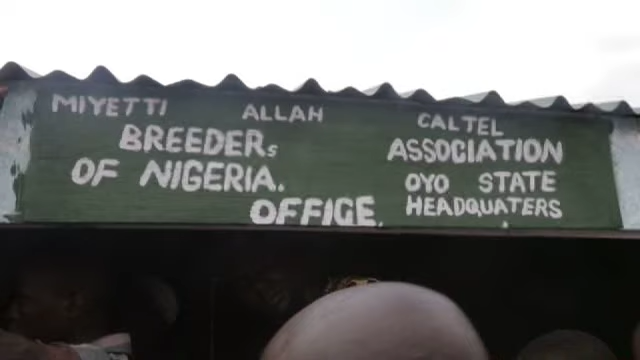 MIYETTI ALLAH CALTEL
BREEDERs ASSOCIATION
OF NIGERIA. OYO STATE
OFFICE. HEADQUATERS